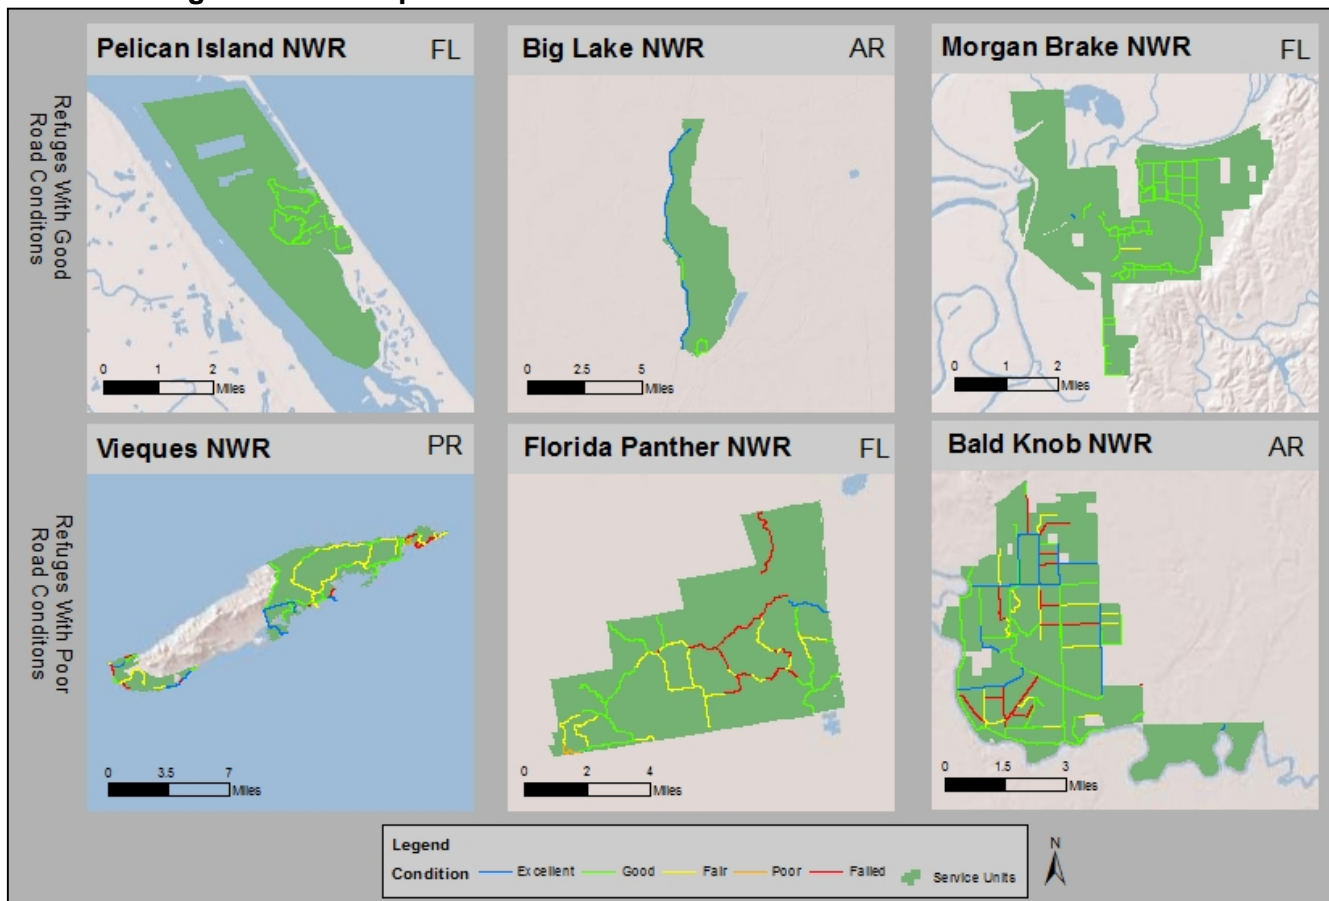 Refuges With Good
Road Conditons
Pelican Island NWR FL
0 1 2
Miles
Big Lake NWR AR
0 2.5 5
Miles
Morgan Brake NWR FL
0 1 2
Miles
Refuges With Poor
Road Conditons
Vieques NWR PR
0 3.5 7
Miles
Florida Panther NWR FL
0 2 4
Miles
Bald Knob NWR AR
0 1.5 3
Miles
Legend
Condition Excellent Good Fair Poor Failed Service Units
N